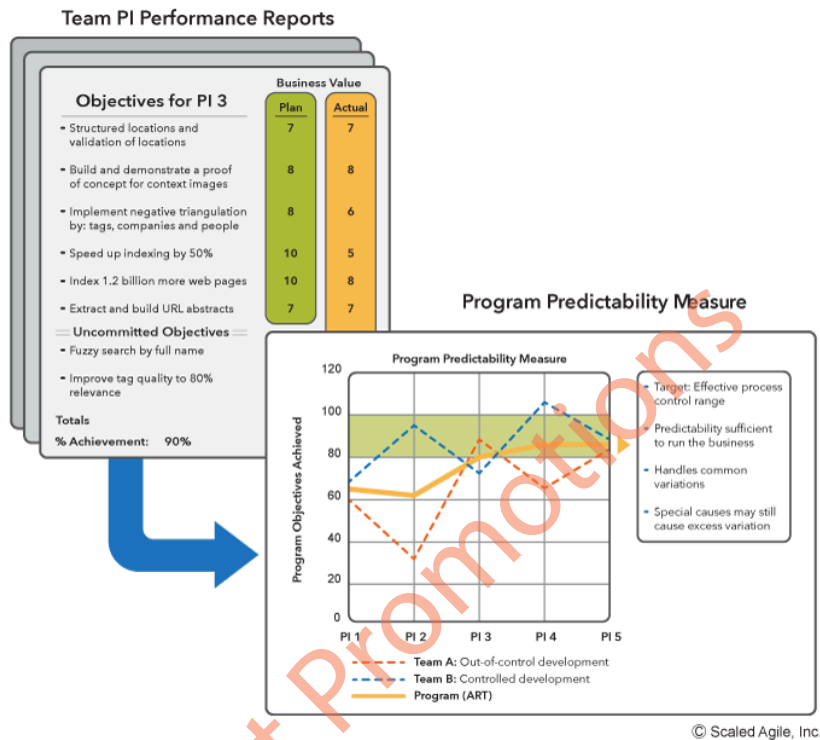 Team PI Performance Reports
Business Value
Objectives for PI 3
Plan
Actual
- Structured locations and
validation of locations
7
7
- Build and demonstrate a proof
of concept for context images
8
8
- Implement negative triangulation
by: tags, companies and people
8
6
- Speed up indexing by 50%
10
5
- Index 1.2 billion more web pages
10
8
- Extract and build URL abstracts
7
7
Uncommitted Objectives
- Fuzzy search by full name
- Improve tag quality to 80%
relevance
Totals
% Achievement: 90%
Program Predictability Measure
Program Predictability Measure
Program Objectives Achieved
120
100
80
60
40
20
0
PI 1
PI 2
PI 3
PI 4
PI 5
- Target: Effective process
control range
- Predictability sufficient
to run the business
- Handles common
variations
- Special causes may still
cause excess variation
Team A: Out-of-control development
Team B: Controlled development
Program (ART)
t Promotions
© Scaled Agile, Inc.